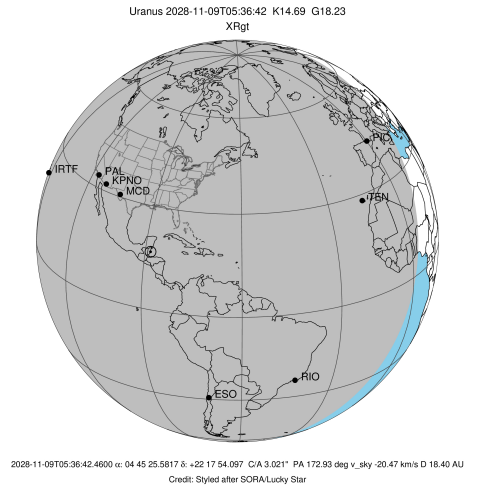 Uranus 2028-11-09T05:36:42 K14.69 G18.23
XRgt
PIC
IRTF
PAL
KPNO
MCD
TEN
RIO
ESO
2028-11-09T05:36:42.4600 α: 04 45 25.5817 δ: +22 17 54.097 C/A 3.021" PA 172.93 deg v_sky -20.47 km/s D 18.40 AU
Credit: Styled after SORA/Lucky Star